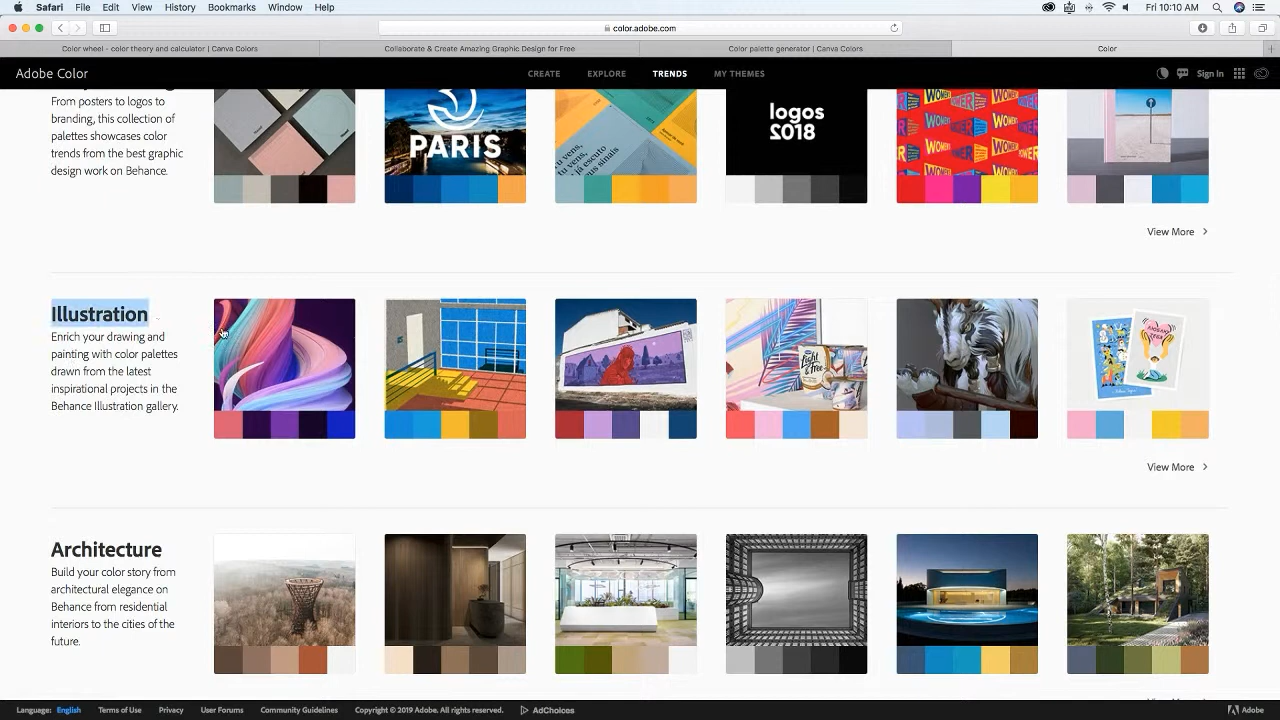 Safari File Edit View History Bookmarks Window Help
Fri 10:10 AM
color.adobe.com
Color wheel - color theory and calculator | Canva Colors
Collaborate & Create Amazing Graphic Design for Free
Color palette generator | Canva Colors
Color
Adobe Color
CREATE
EXPLORE
TRENDS
MY THEMES
Sign In
From posters to logos to
branding, this collection of
palettes showcases color
trends from the best graphic
design work on Behance.
PARIS
tu vens,
logos
2018
View More
Illustration
Enrich your drawing and
painting with color palettes
drawn from the latest
inspirational projects in the
Behance Illustration gallery.
Light
& free
View More
Architecture
Build your color story from
architectural elegance on
Behance from residential
interiors to the cities of the
future.
Language: English
Terms of Use
Privacy
User Forums
Community Guidelines
Copyright © 2019 Adobe. All rights reserved.
AdChoices
Adobe